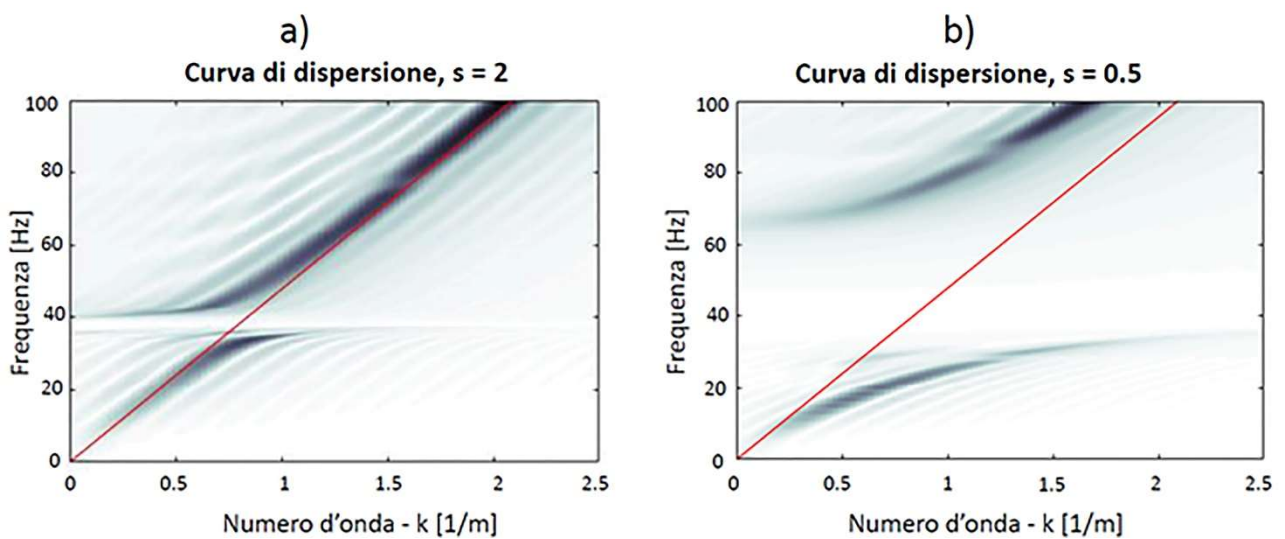 a)
Curva di dispersione, s = 2
100
80
60
40
20
0
Frequenza [Hz]
0 0.5 1 1.5 2 2.5
Numero d'onda - k [1/m]
b)
Curva di dispersione, s = 0.5
100
80
60
40
20
0
Frequenza [Hz]
0 0.5 1 1.5 2 2.5
Numero d'onda - k [1/m]